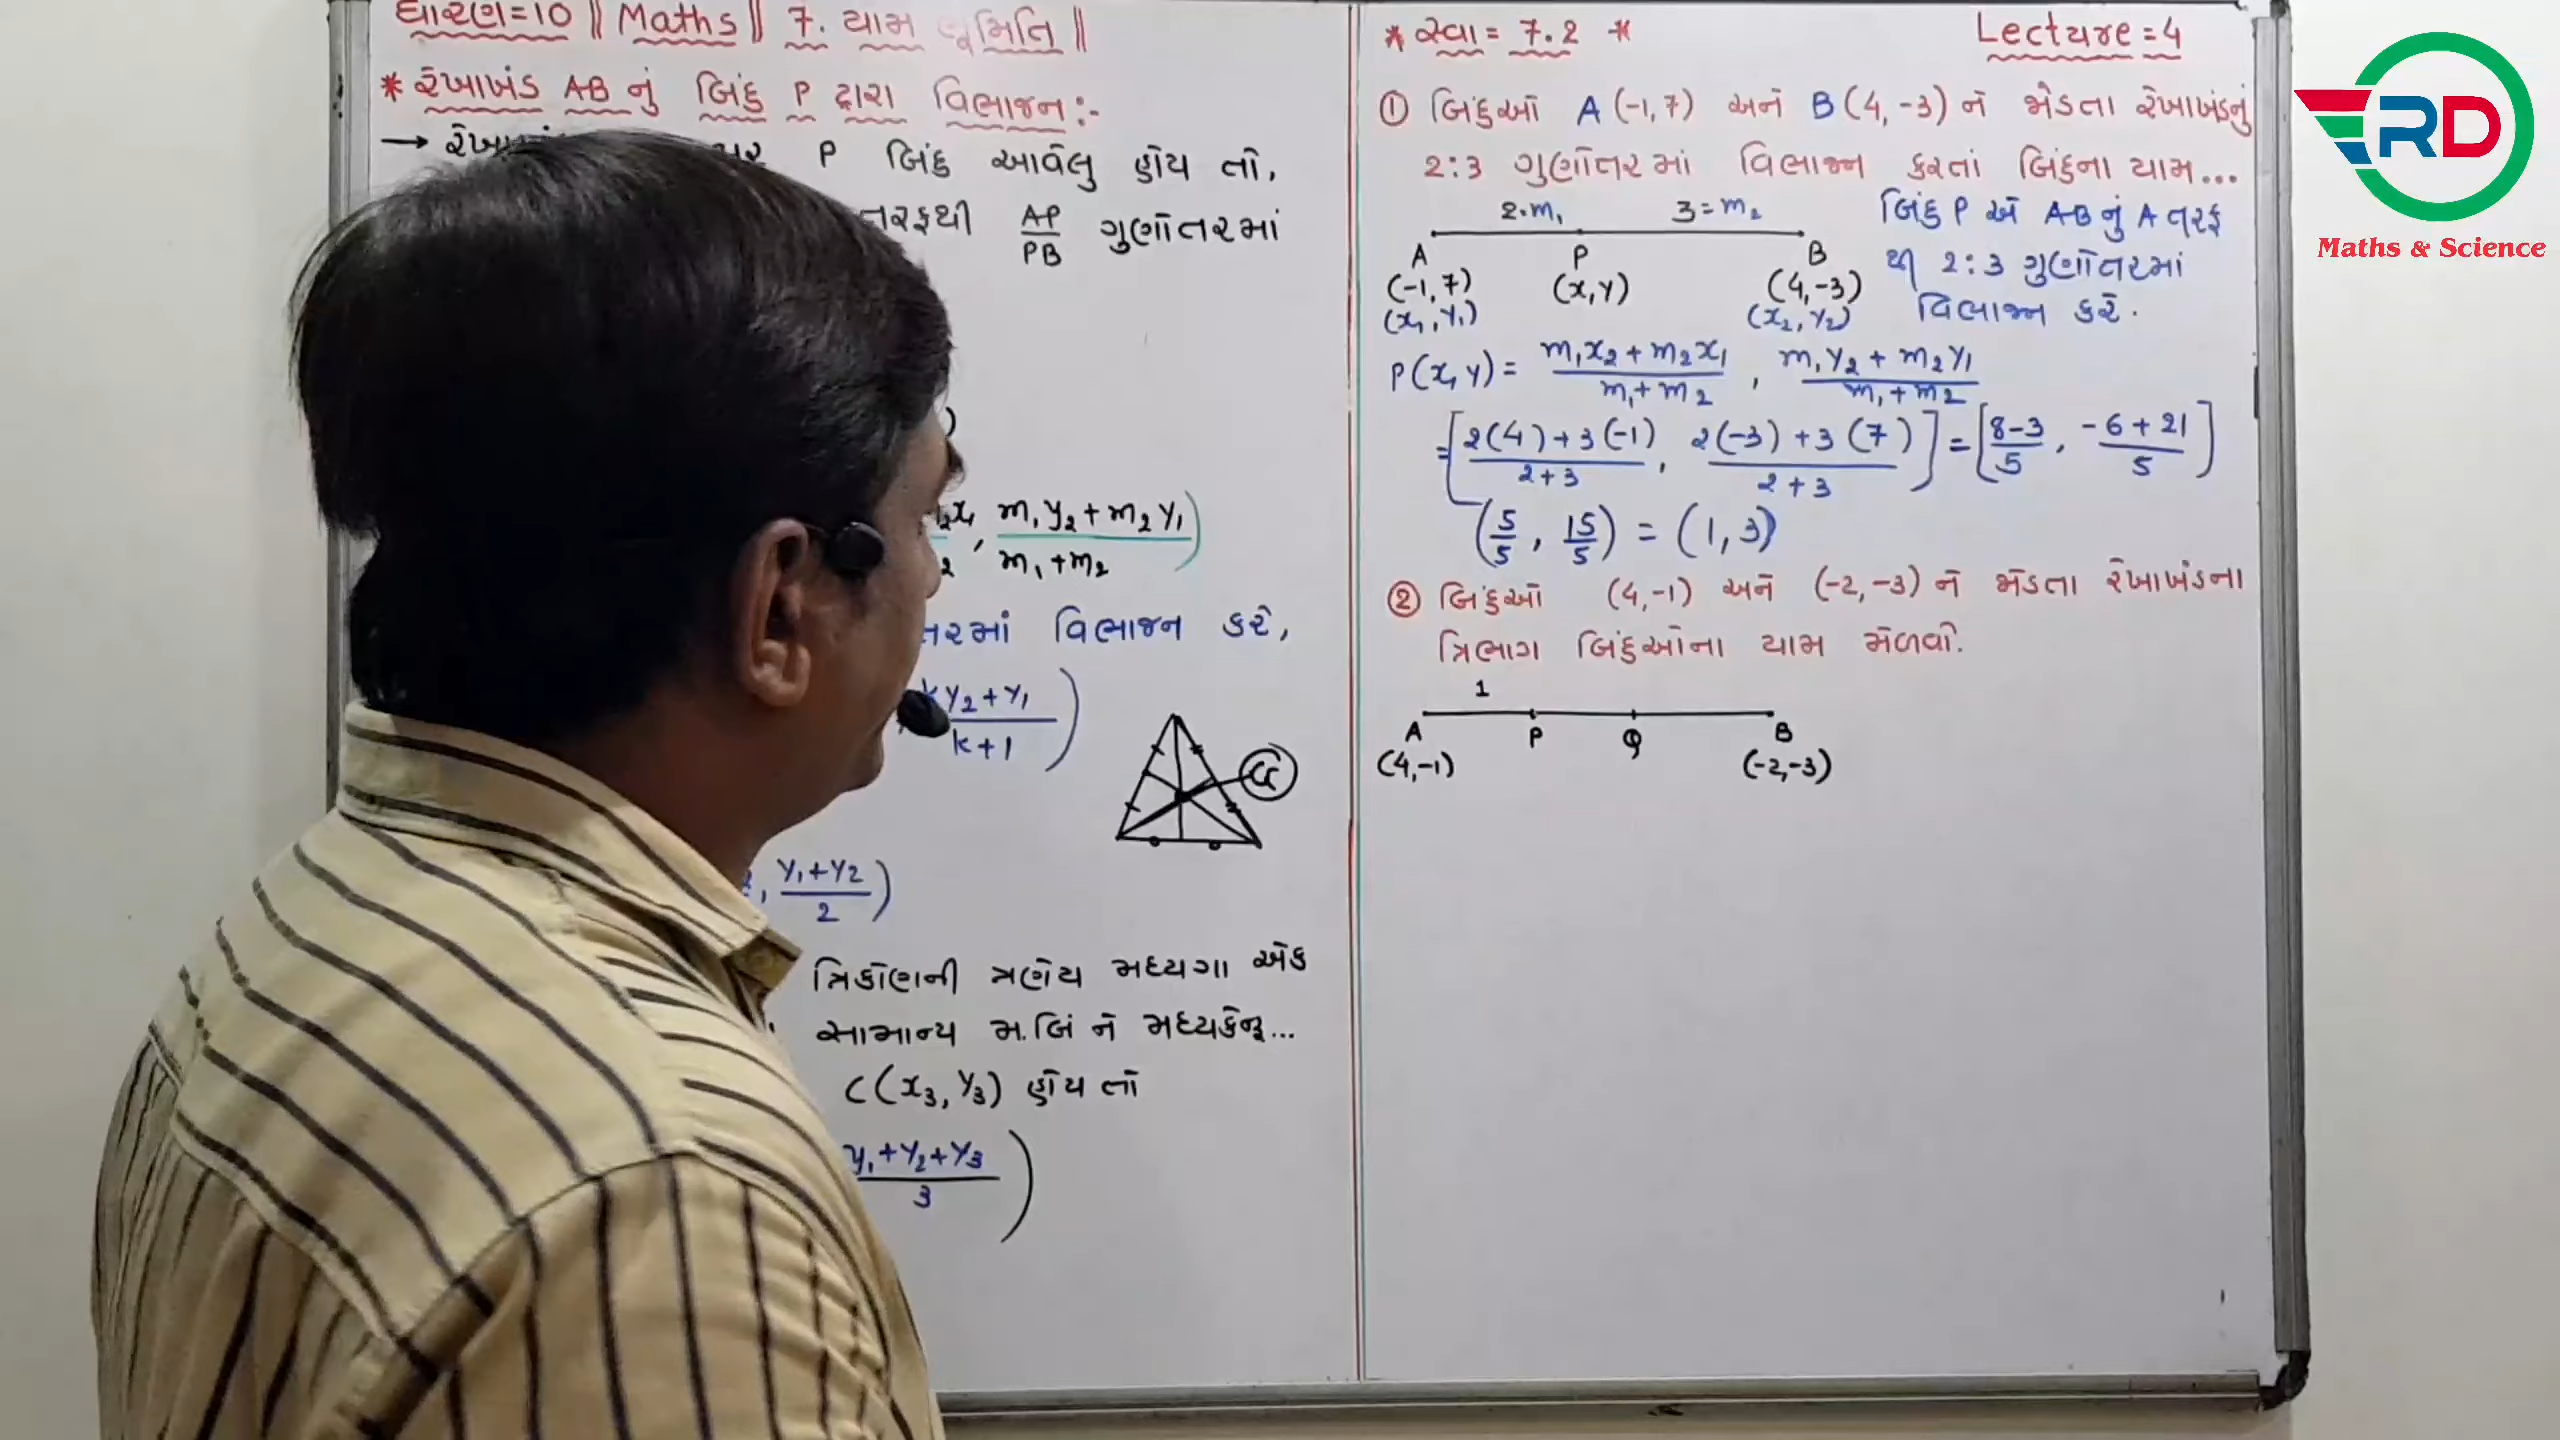 ધોરણ=10 || Maths || 7. યામ ભૂમિતિ ||
* રેખાખંડ AB નું બિંદુ P દ્વારા વિભાજન:-
→ P બિંદુ આવેલુ હોય તો,
તરફથી AP/PB ગુણોત્તરમાં
, m₁y₂+m₂y₁ / m₁+m₂ )
વિભાજન કરે,
ky₂+y₁ / k+1 )
G
, y₁+y₂ / 2 )
ત્રિકોણની ત્રણેય મધ્યગા એક
સામાન્ય મ.બિં ને મધ્યકેન્દ્ર...
C(x₃, y₃) હોય તો
y₁+y₂+y₃ / 3 )
* સ્વા = 7.2 *
Lecture = 4
① બિંદુઓ A(-1,7) અને B(4,-3) ને જોડતા રેખાખંડનું
2:3 ગુણોતરમાં વિભાજન કરતાં બિંદુના યામ...
2=m₁ 3=m₂
A P B
(-1,7) (x,y) (4,-3)
(x₁,y₁) (x₂,y₂)
બિંદુ P એ AB નું A તરફ
થી 2:3 ગુણોતરમાં
વિભાજન કરે.
P(x,y) = m₁x₂+m₂x₁ / m₁+m₂ , m₁y₂+m₂y₁ / m₁+m₂
= [ 2(4)+3(-1) / 2+3 , 2(-3)+3(7) / 2+3 ] = [ 8-3 / 5 , -6+21 / 5 ]
(5/5 , 15/5) = (1,3)
② બિંદુઓ (4,-1) અને (-2,-3) ને જોડતા રેખાખંડના
ત્રિભાગ બિંદુઓના યામ મેળવો.
1
A P Q B
(4,-1) (-2,-3)
RD
Maths & Science